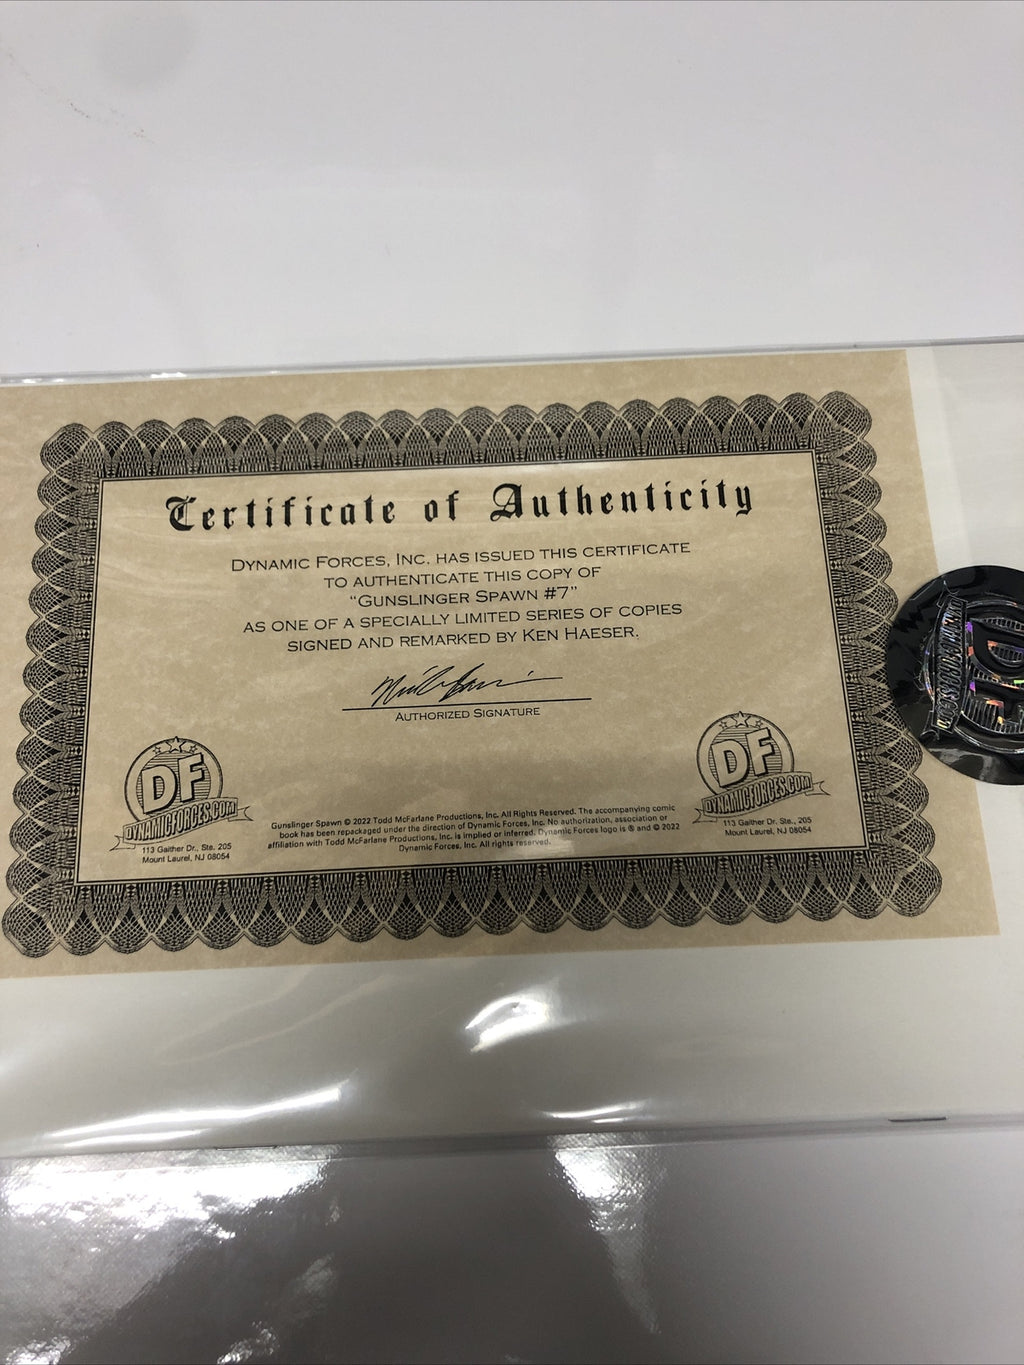 Certificate of Authenticity
DYNAMIC FORCES, INC. HAS ISSUED THIS CERTIFICATE
TO AUTHENTICATE THIS COPY OF
"GUNSLINGER SPAWN #7"
AS ONE OF A SPECIALLY LIMITED SERIES OF COPIES
SIGNED AND REMARKED BY KEN HAESER.
AUTHORIZED SIGNATURE
DF
DYNAMICFORCES.COM
113 Gaither Dr., Ste. 205
Mount Laurel, NJ 08054
Gunslinger Spawn © 2022 Todd McFarlane Productions, Inc. All Rights Reserved. The accompanying comic
book has been repackaged under the direction of Dynamic Forces, Inc. No authorization, association or
affiliation with Todd McFarlane Productions, Inc. is implied or inferred. Dynamic Forces logo is ® and © 2022
Dynamic Forces, Inc. All rights reserved.
DF
DYNAMICFORCES.COM
113 Gaither Dr. Ste., 205
Mount Laurel, NJ 08054